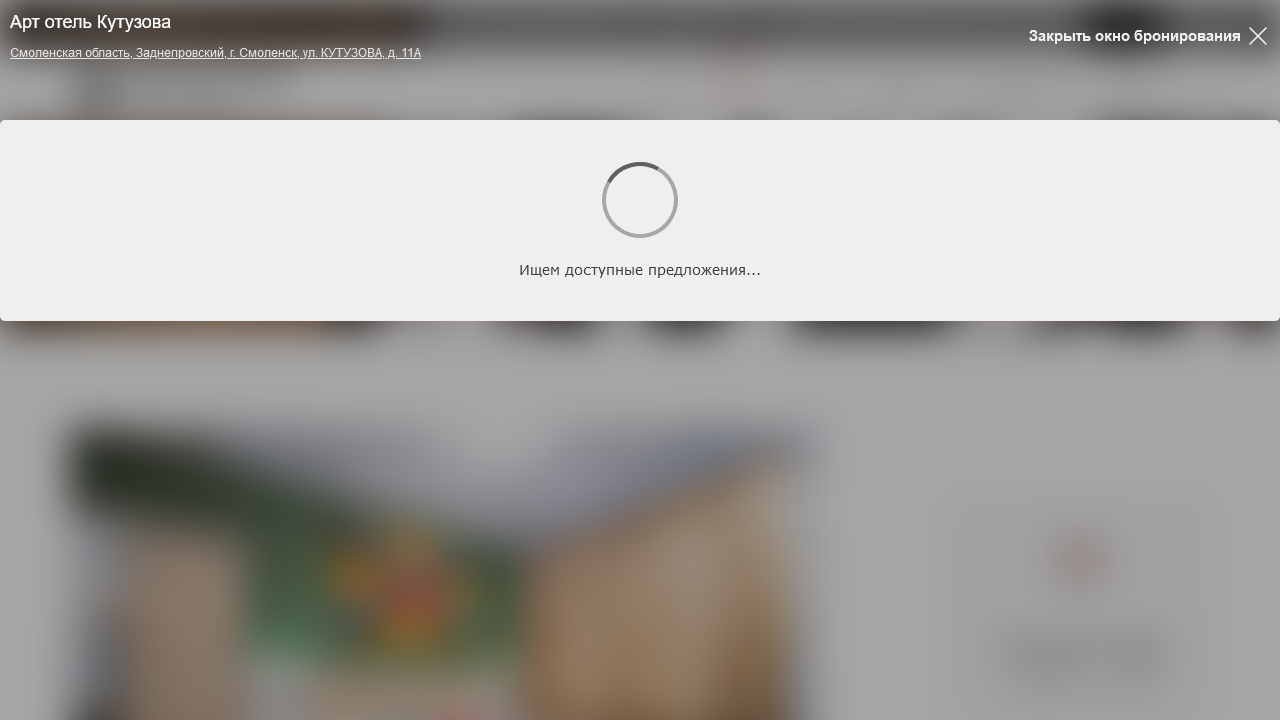 Арт отель Кутузова
Смоленская область, Заднепровский, г. Смоленск, ул. КУТУЗОВА, д. 11А
Закрыть окно бронирования
Ищем доступные предложения...